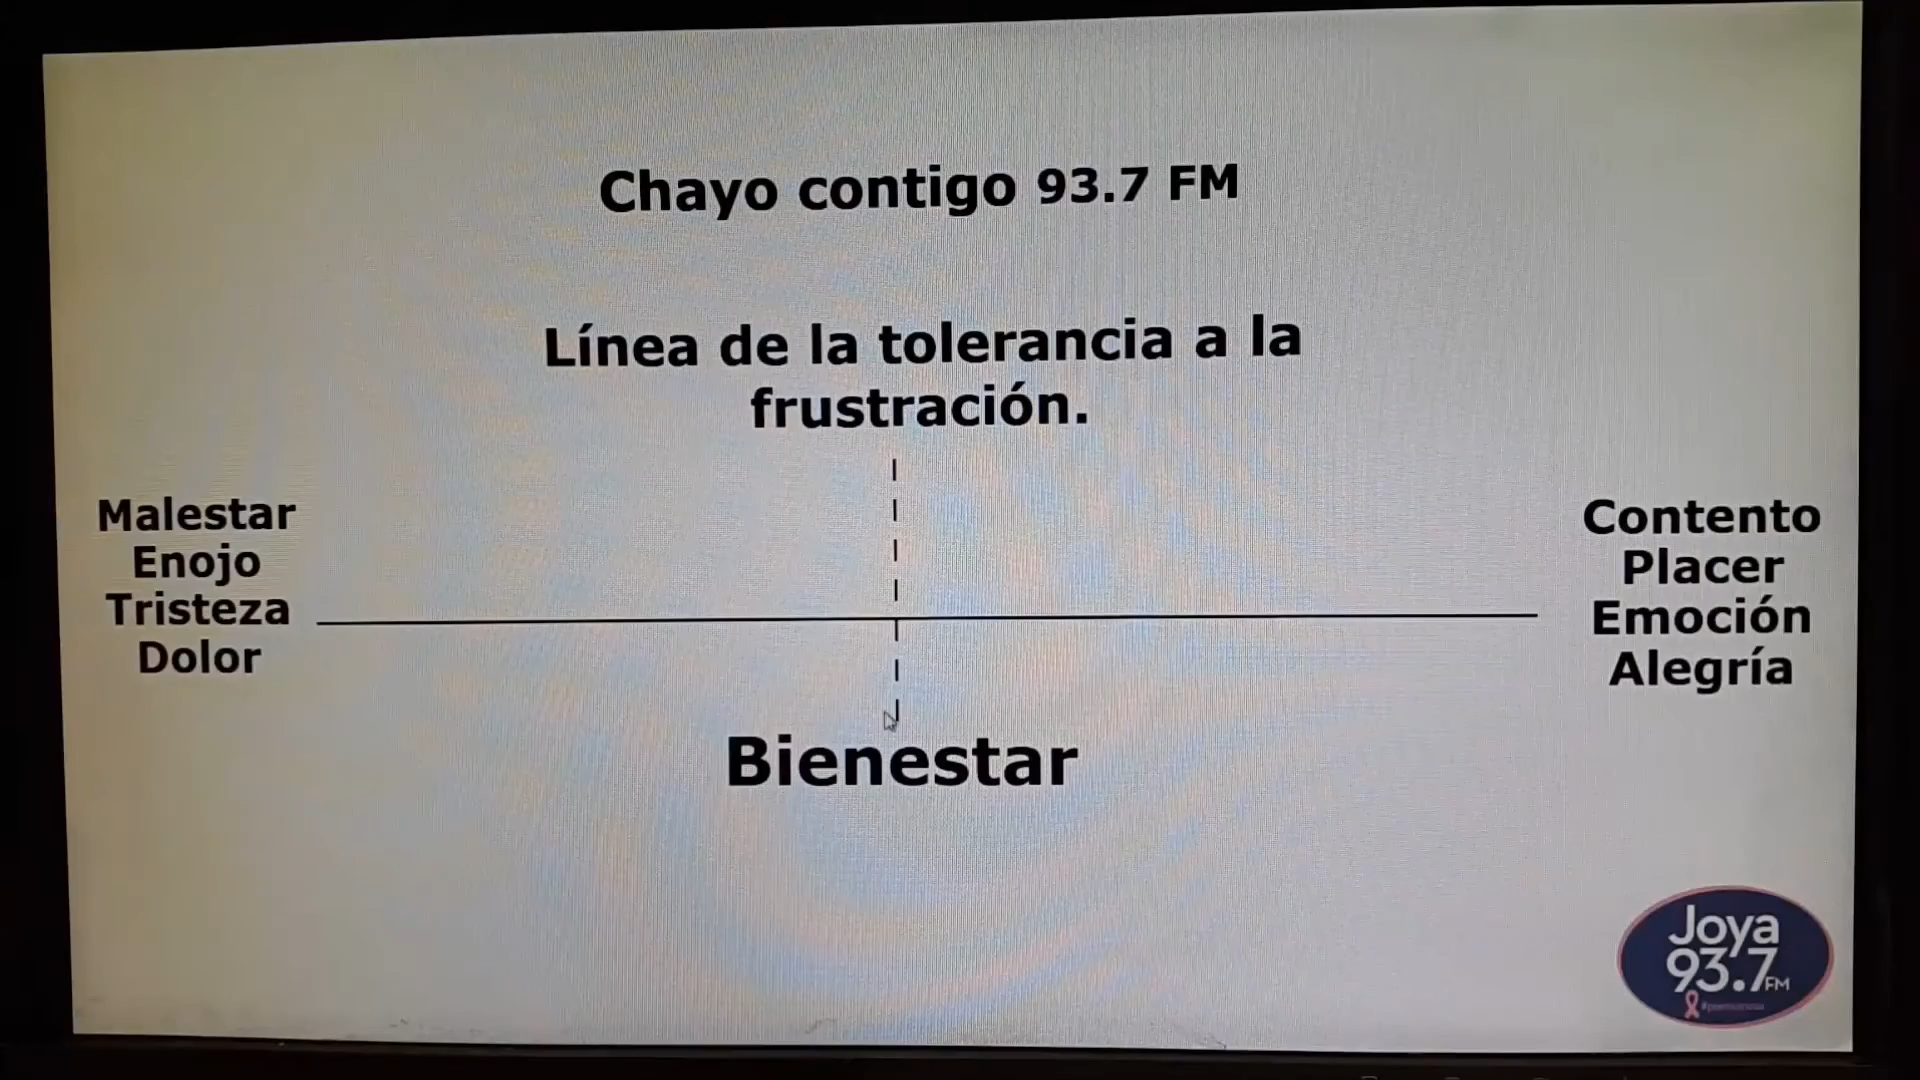 Chayo contigo 93.7 FM
Línea de la tolerancia a la
frustración.
Malestar
Enojo
Tristeza
Dolor
Contento
Placer
Emoción
Alegría
Bienestar
Joya
93.7 FM